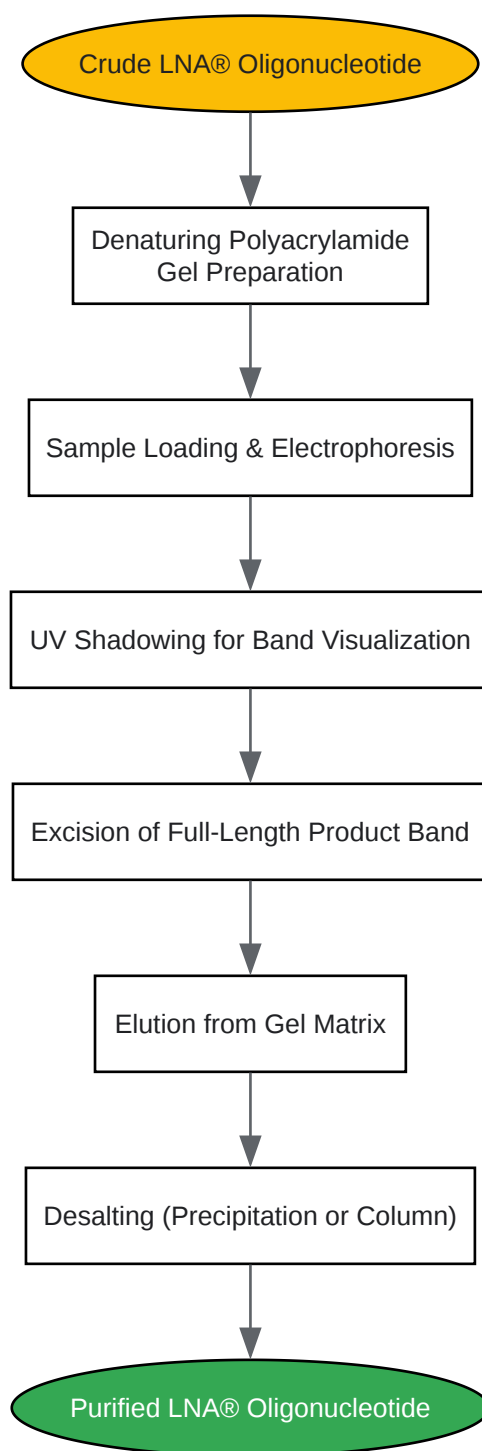 Crude LNA® Oligonucleotide
Denaturing Polyacrylamide
Gel Preparation
Sample Loading & Electrophoresis
UV Shadowing for Band Visualization
Excision of Full-Length Product Band
Elution from Gel Matrix
Desalting (Precipitation or Column)
Purified LNA® Oligonucleotide